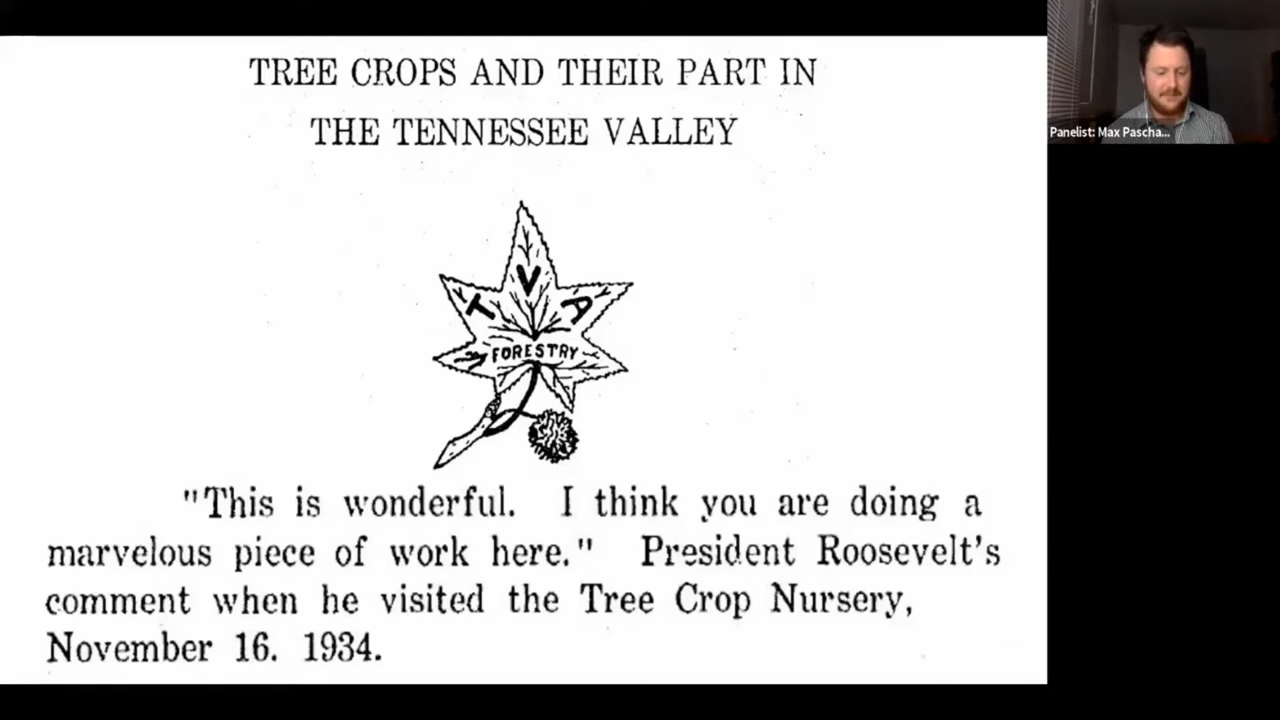 TREE CROPS AND THEIR PART IN
THE TENNESSEE VALLEY
T V A
FORESTRY
"This is wonderful. I think you are doing a
marvelous piece of work here." President Roosevelt's
comment when he visited the Tree Crop Nursery,
November 16. 1934.
Panelist: Max Pascha...